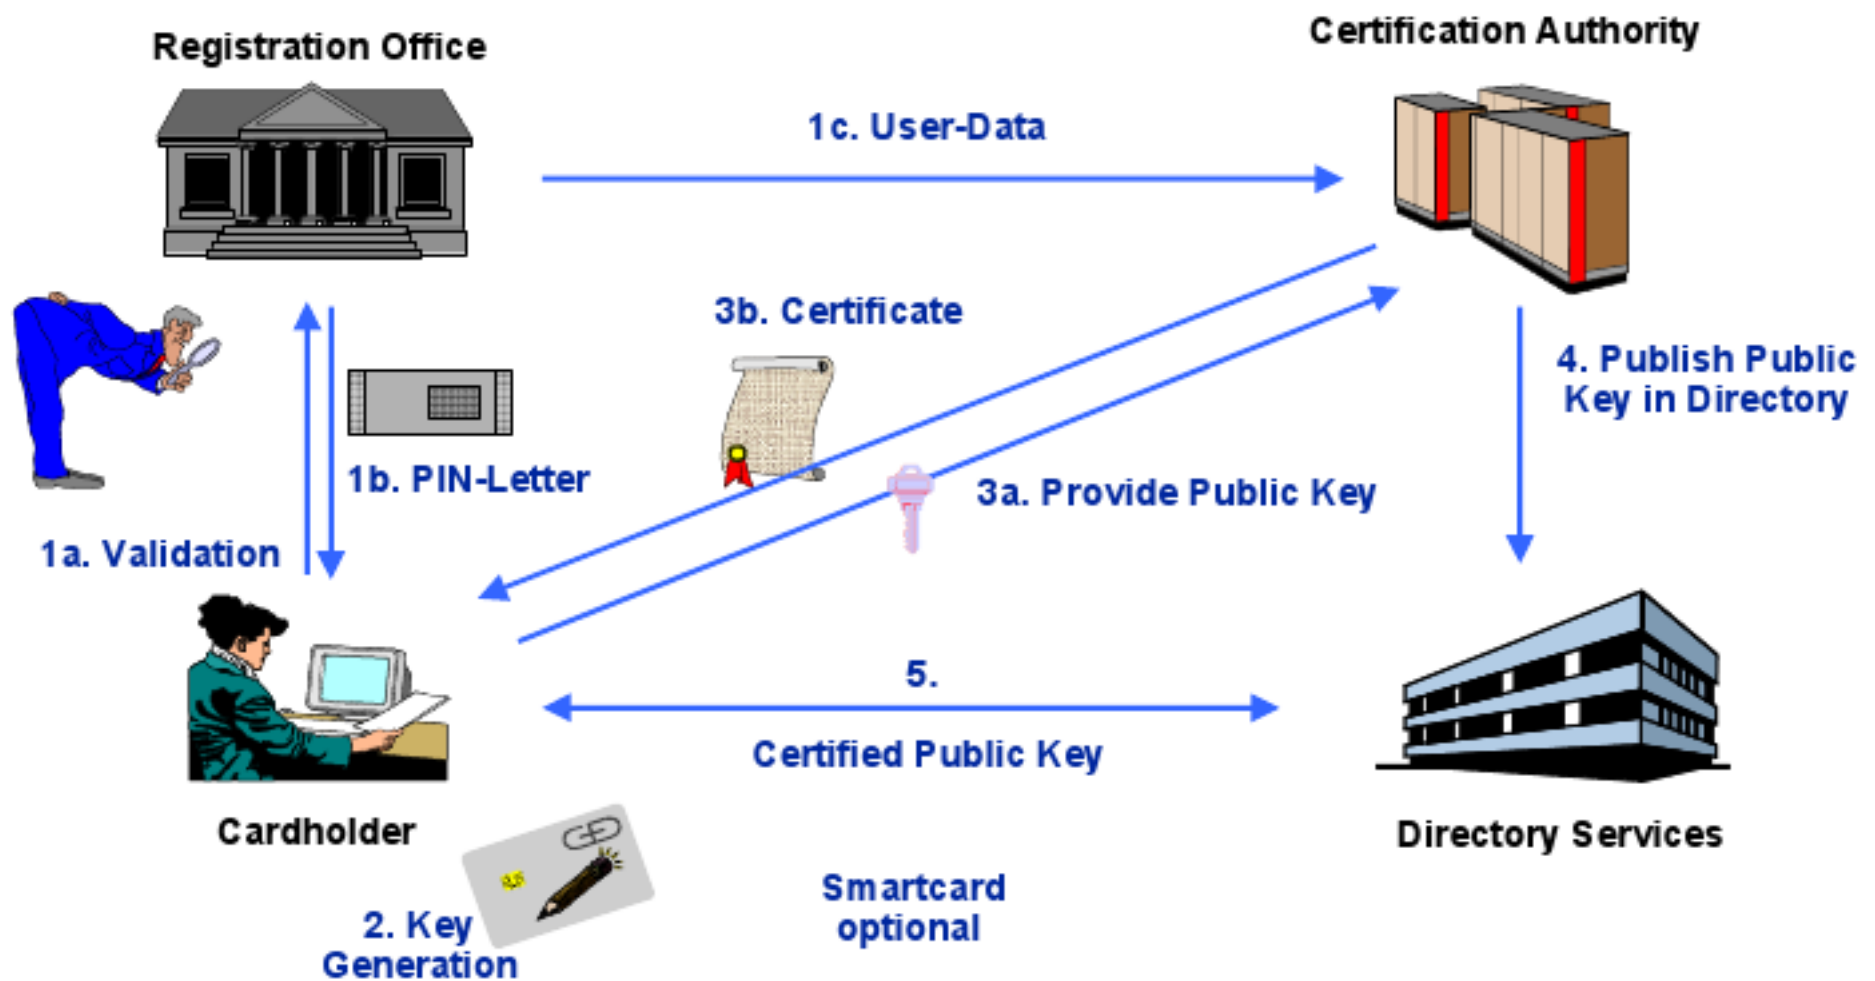 Registration Office
Certification Authority
1c. User-Data
3b. Certificate
4. Publish Public
Key in Directory
1b. PIN-Letter
3a. Provide Public Key
1a. Validation
5.
Certified Public Key
Cardholder
Directory Services
Smartcard
optional
2. Key
Generation